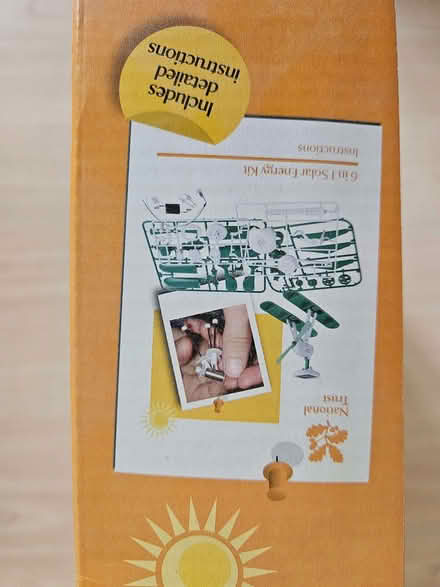 National
Trust
6 in 1 Solar Energy Kit
Instructions
Includes
detailed
instructions